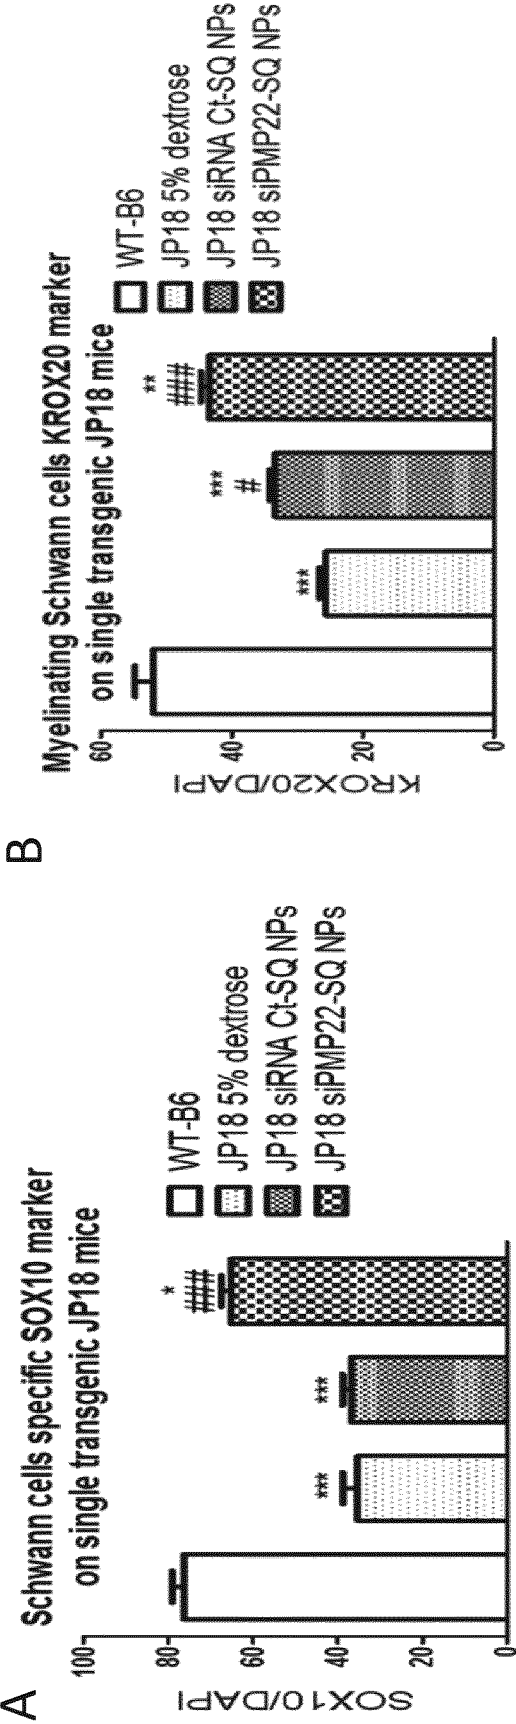 A
Schwann cells specific SOX10 marker
on single transgenic JP18 mice
SOX10/DAPI
100
80
60
40
20
0
***
***
*
###
WT-B6
JP18 5% dextrose
JP18 siRNA Ct-SQ NPs
JP18 siPMP22-SQ NPs
B
Myelinating Schwann cells KROX20 marker
on single transgenic JP18 mice
KROX20/DAPI
60
40
20
0
***
***
#
**
###
WT-B6
JP18 5% dextrose
JP18 siRNA Ct-SQ NPs
JP18 siPMP22-SQ NPs